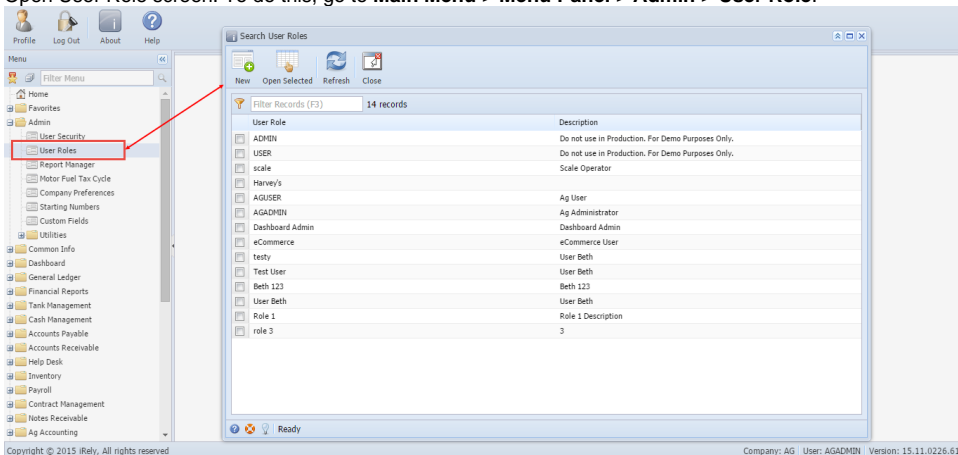 Open User Role screen. To do this, go to Main Menu > Menu Panel > Admin > User Role.
Profile Log Out About Help
Menu
Filter Menu
Home
Favorites
Admin
User Security
User Roles
Report Manager
Motor Fuel Tax Cycle
Company Preferences
Starting Numbers
Custom Fields
Utilities
Common Info
Dashboard
General Ledger
Financial Reports
Tank Management
Cash Management
Accounts Payable
Accounts Receivable
Help Desk
Inventory
Payroll
Contract Management
Notes Receivable
Ag Accounting
Search User Roles
New Open Selected Refresh Close
Filter Records (F3) 14 records
User Role Description
ADMIN Do not use in Production. For Demo Purposes Only.
USER Do not use in Production. For Demo Purposes Only.
scale Scale Operator
Harvey's
AGUSER Ag User
AGADMIN Ag Administrator
Dashboard Admin Dashboard Admin
eCommerce eCommerce User
testy User Beth
Test User User Beth
Beth 123 Beth 123
User Beth User Beth
Role 1 Role 1 Description
role 3 3
Ready
Copyright © 2015 iRely, All rights reserved Company: AG User: AGADMIN Version: 15.11.0226.61